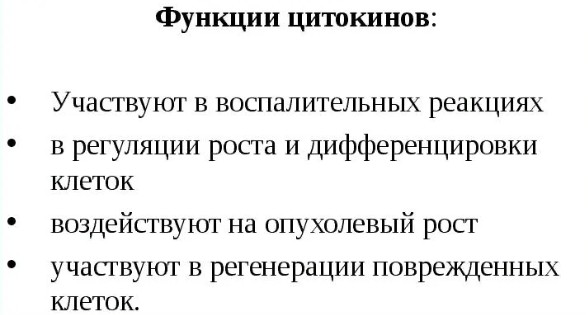 Функции цитокинов:
• Участвуют в воспалительных реакциях
• в регуляции роста и дифференцировки
клеток
• воздействуют на опухолевый рост
• участвуют в регенерации поврежденных
клеток.